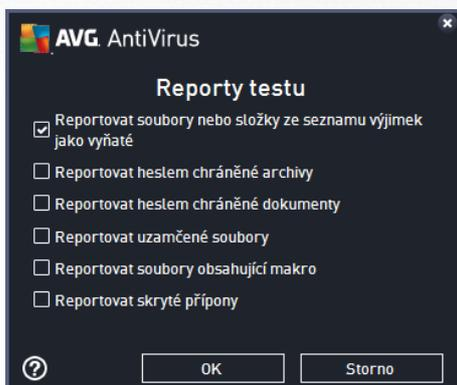 AVG. AntiVirus
Reporty testu
Reportovat soubory nebo složky ze seznamu výjimek
jako vyňaté
Reportovat heslem chráněné archivy
Reportovat heslem chráněné dokumenty
Reportovat uzamčené soubory
Reportovat soubory obsahující makro
Reportovat skryté přípony
OK
Storno